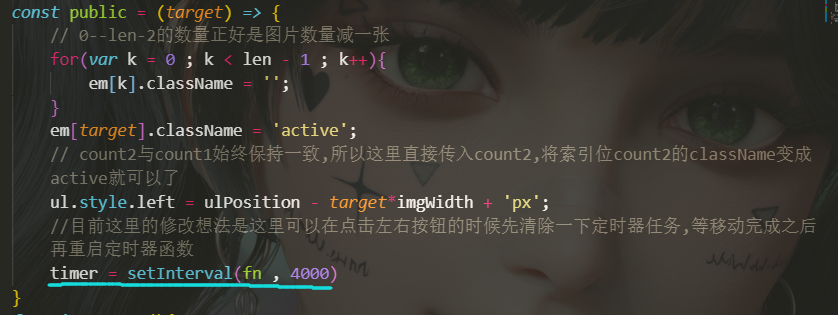 const public = (target) => {
// 0--len-2的数量正好是图片数量减一张
for(var k = 0 ; k < len - 1 ; k++){
em[k].className = '';
}
em[target].className = 'active';
// count2与count1始终保持一致,所以这里直接传入count2,将索引位count2的className变成
active就可以了
ul.style.left = ulPosition - target*imgWidth + 'px';
//目前这里的修改想法是这里可以在点击左右按钮的时候先清除一下定时器任务,等移动完成之后
再重启定时器函数
timer = setInterval(fn , 4000)
}